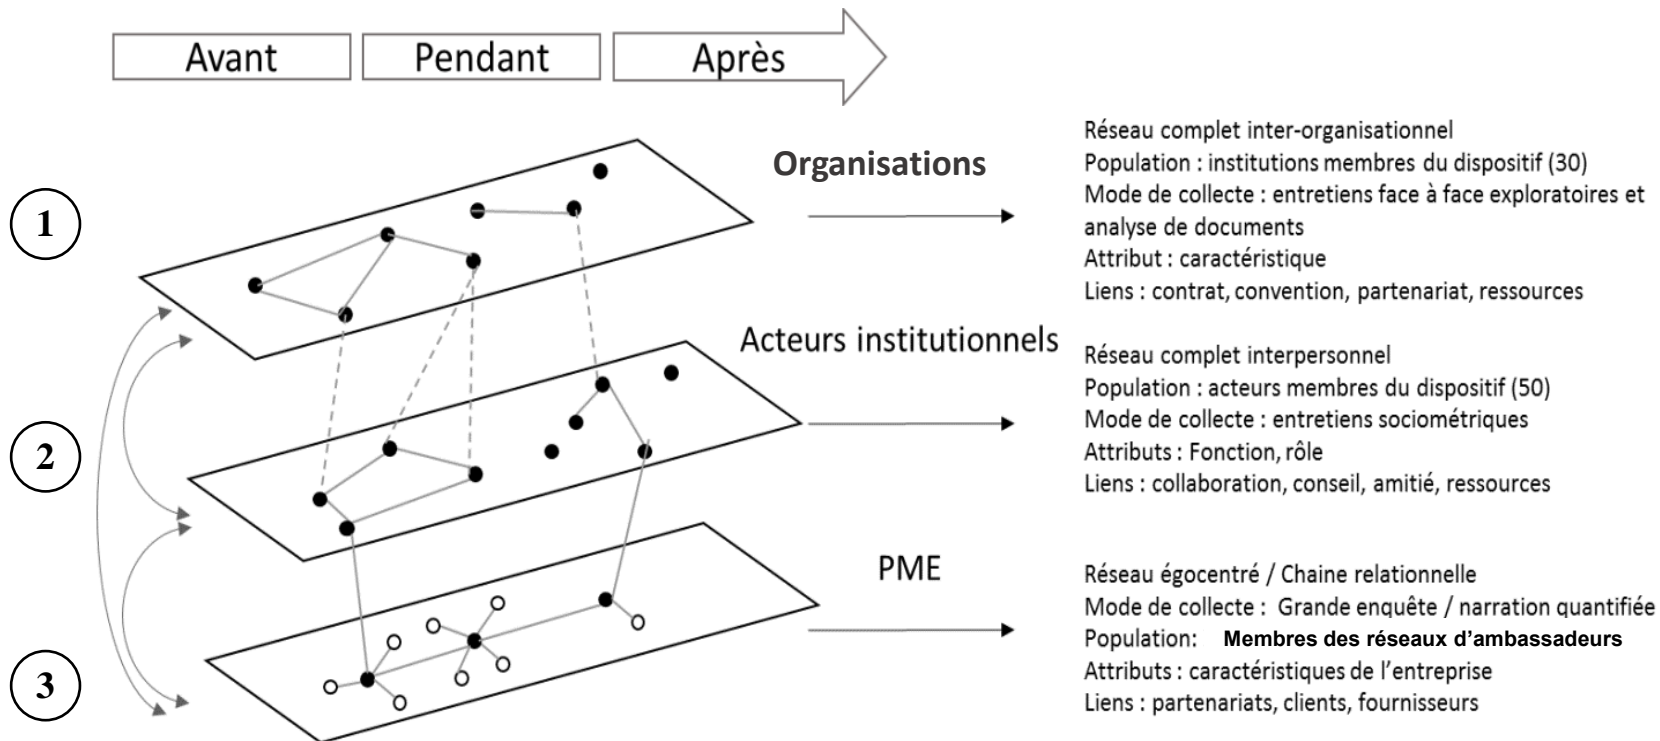 Avant
Pendant
Après
1
Organisations
Réseau complet inter-organisationnel
Population : institutions membres du dispositif (30)
Mode de collecte : entretiens face à face exploratoires et
analyse de documents
Attribut : caractéristique
Liens : contrat, convention, partenariat, ressources
2
Acteurs institutionnels
Réseau complet interpersonnel
Population : acteurs membres du dispositif (50)
Mode de collecte : entretiens sociométriques
Attributs : Fonction, rôle
Liens : collaboration, conseil, amitié, ressources
3
PME
Réseau égocentré / Chaine relationnelle
Mode de collecte : Grande enquête / narration quantifiée
Population: Membres des réseaux d’ambassadeurs
Attributs : caractéristiques de l’entreprise
Liens : partenariats, clients, fournisseurs